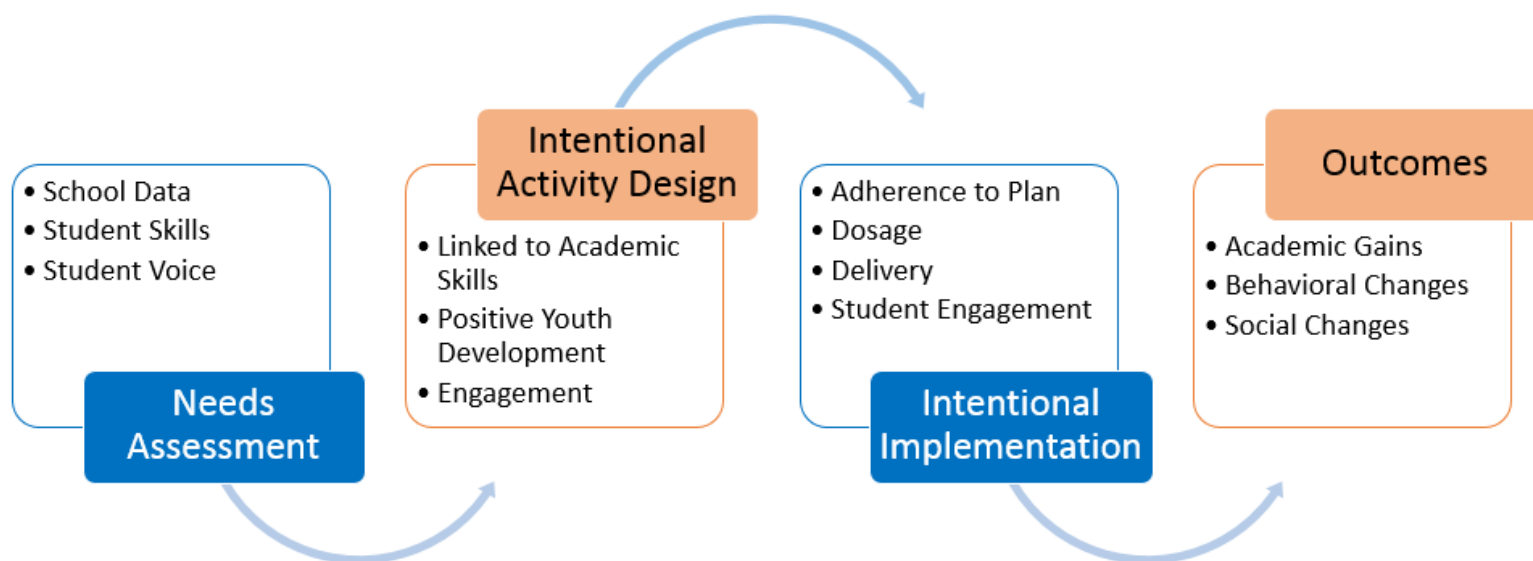 • School Data
• Student Skills
• Student Voice
Needs
Assessment
Intentional
Activity Design
• Linked to Academic
Skills
• Positive Youth
Development
• Engagement
• Adherence to Plan
• Dosage
• Delivery
• Student Engagement
Intentional
Implementation
Outcomes
• Academic Gains
• Behavioral Changes
• Social Changes